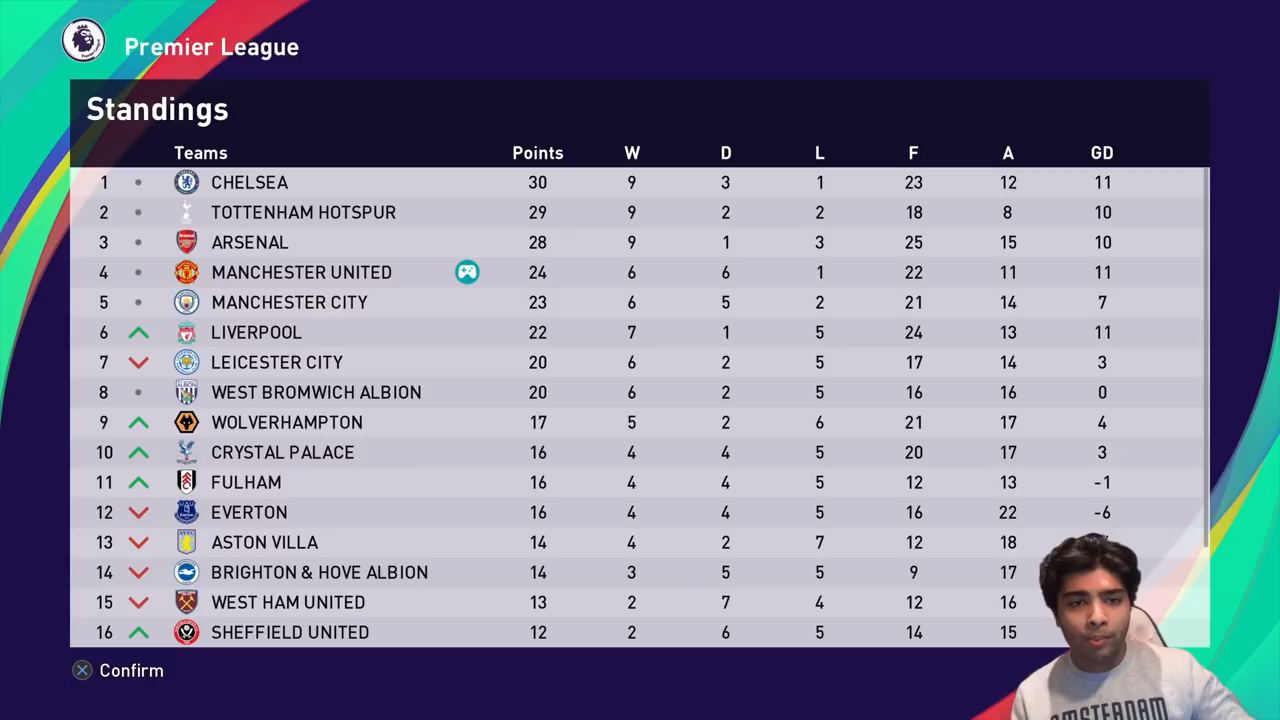 Premier League
Standings
Teams Points W D L F A GD
1 CHELSEA 30 9 3 1 23 12 11
2 TOTTENHAM HOTSPUR 29 9 2 2 18 8 10
3 ARSENAL 28 9 1 3 25 15 10
4 MANCHESTER UNITED 24 6 6 1 22 11 11
5 MANCHESTER CITY 23 6 5 2 21 14 7
6 LIVERPOOL 22 7 1 5 24 13 11
7 LEICESTER CITY 20 6 2 5 17 14 3
8 WEST BROMWICH ALBION 20 6 2 5 16 16 0
9 WOLVERHAMPTON 17 5 2 6 21 17 4
10 CRYSTAL PALACE 16 4 4 5 20 17 3
11 FULHAM 16 4 4 5 12 13 -1
12 EVERTON 16 4 4 5 16 22 -6
13 ASTON VILLA 14 4 2 7 12 18
14 BRIGHTON & HOVE ALBION 14 3 5 5 9 17
15 WEST HAM UNITED 13 2 7 4 12 16
16 SHEFFIELD UNITED 12 2 6 5 14 15
Confirm
AMSTERDAM